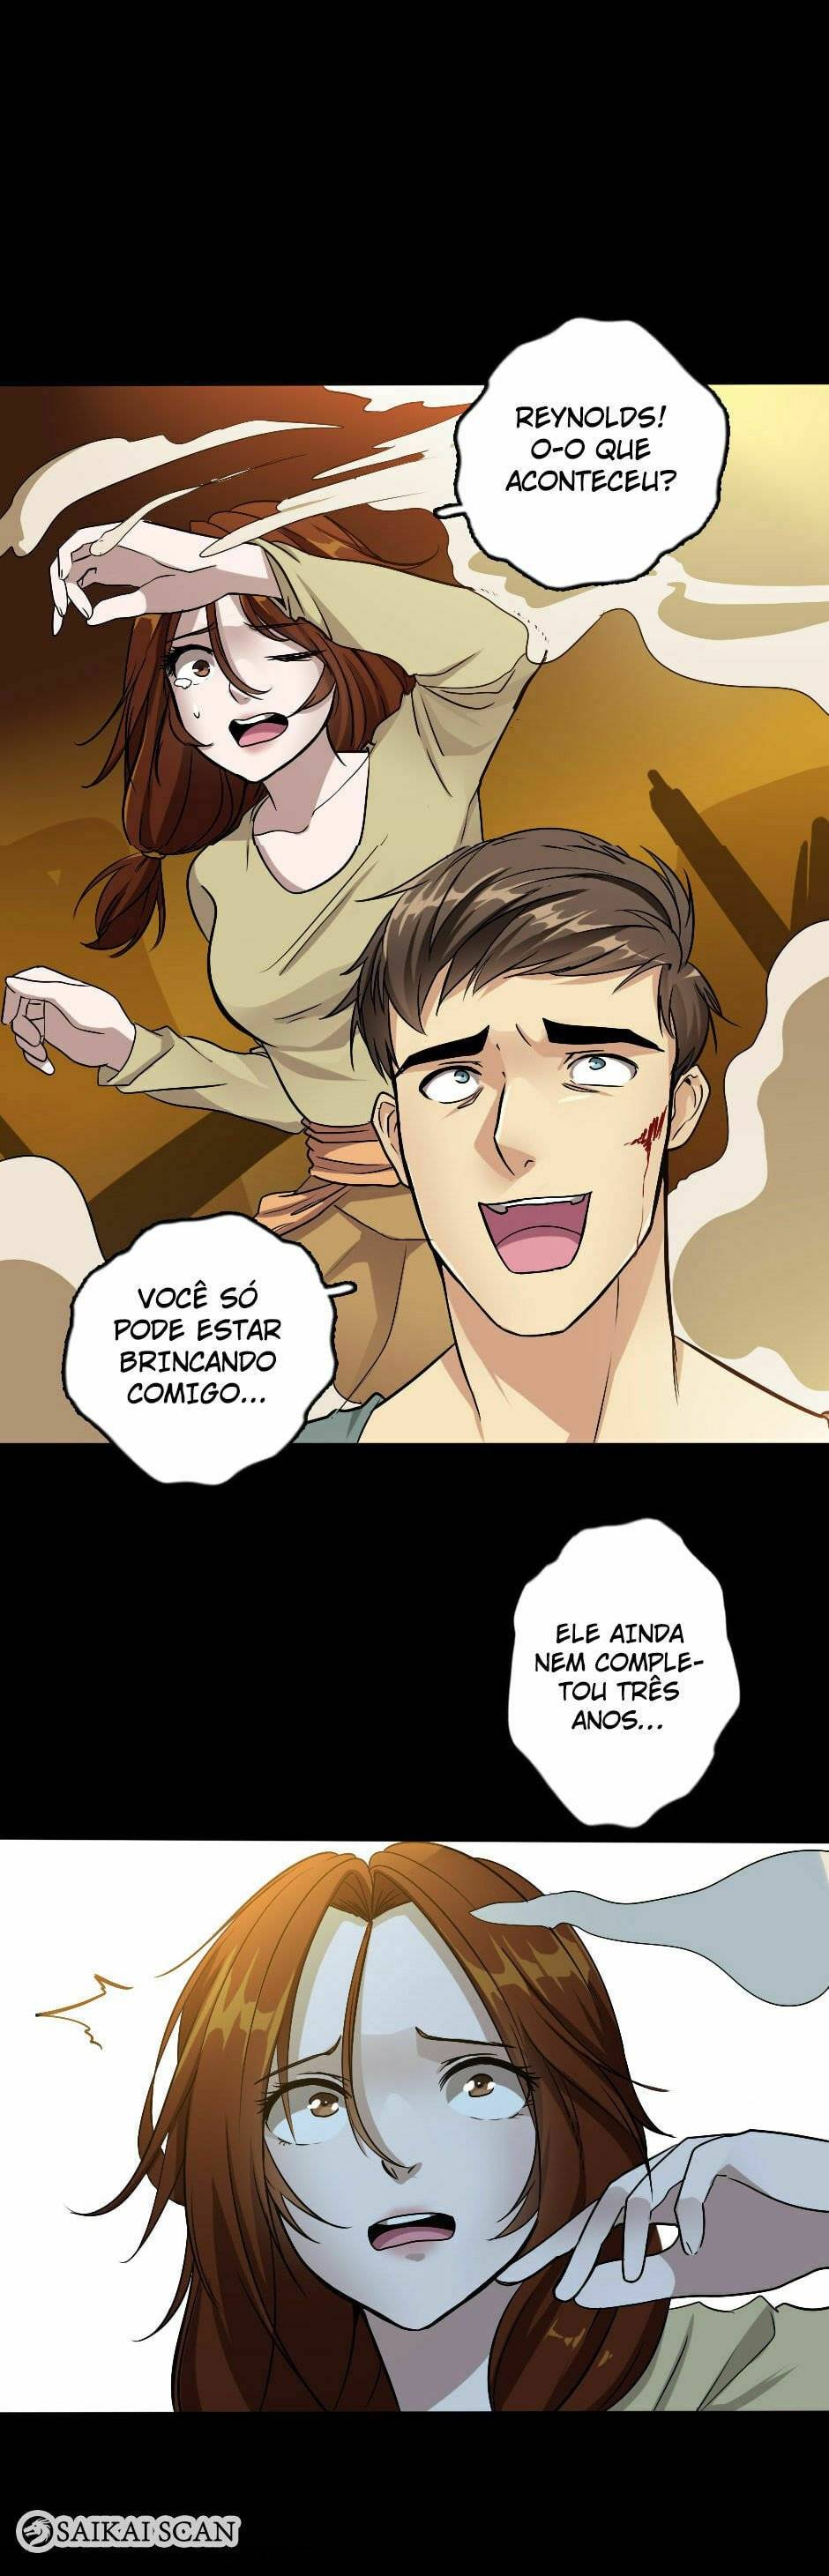 REYNOLDS!
O-O QUE
ACONTECEU?
VOCÊ SÓ
PODE ESTAR
BRINCANDO
COMIGO...
ELE AINDA
NEM COMPLE-
TOU TRÊS
ANOS...
SAIKAI SCAN